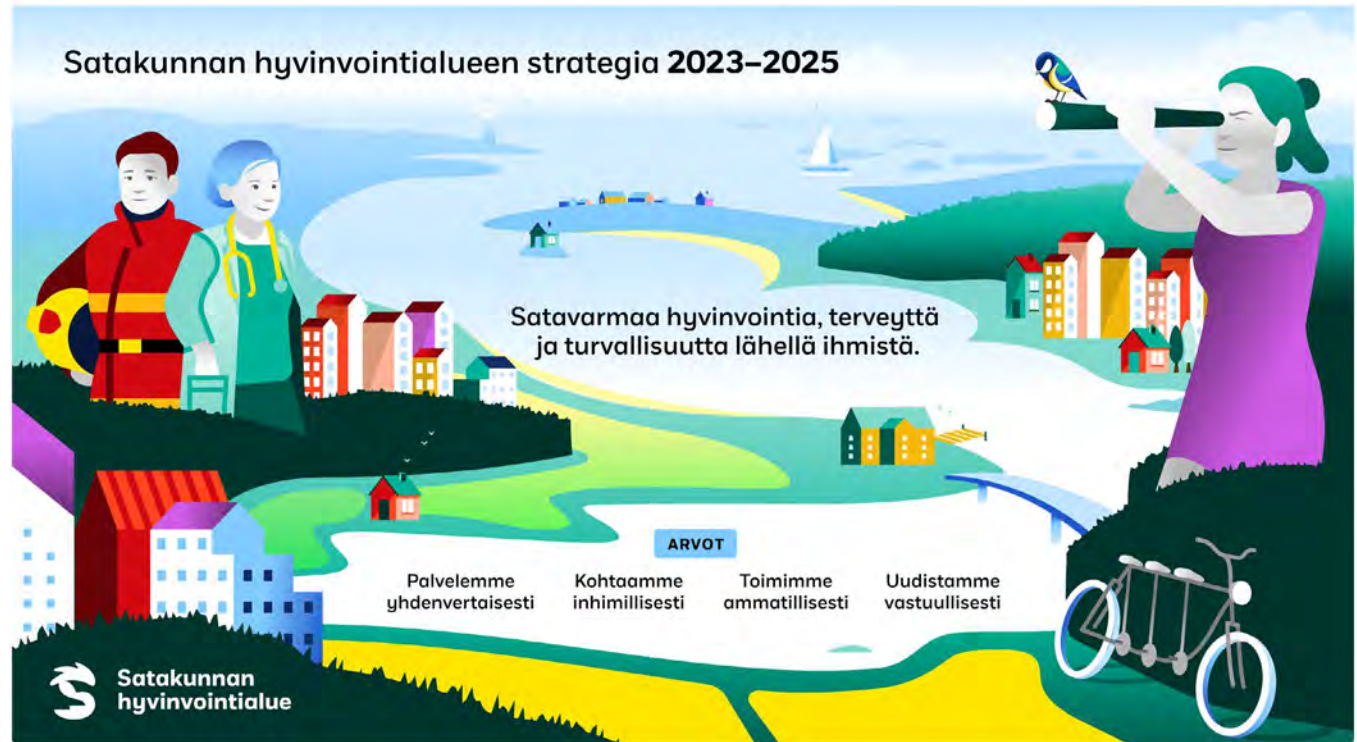 Satakunnan hyvinvointialueen strategia 2023–2025
Satavarmaa hyvinvointia, terveyttä
ja turvallisuutta lähellä ihmistä.
ARVOT
Palvelemme
yhdenvertaisesti
Kohtaamme
inhimillisesti
Toimimme
ammatillisesti
Uudistamme
vastuullisesti
Satakunnan
hyvinvointialue